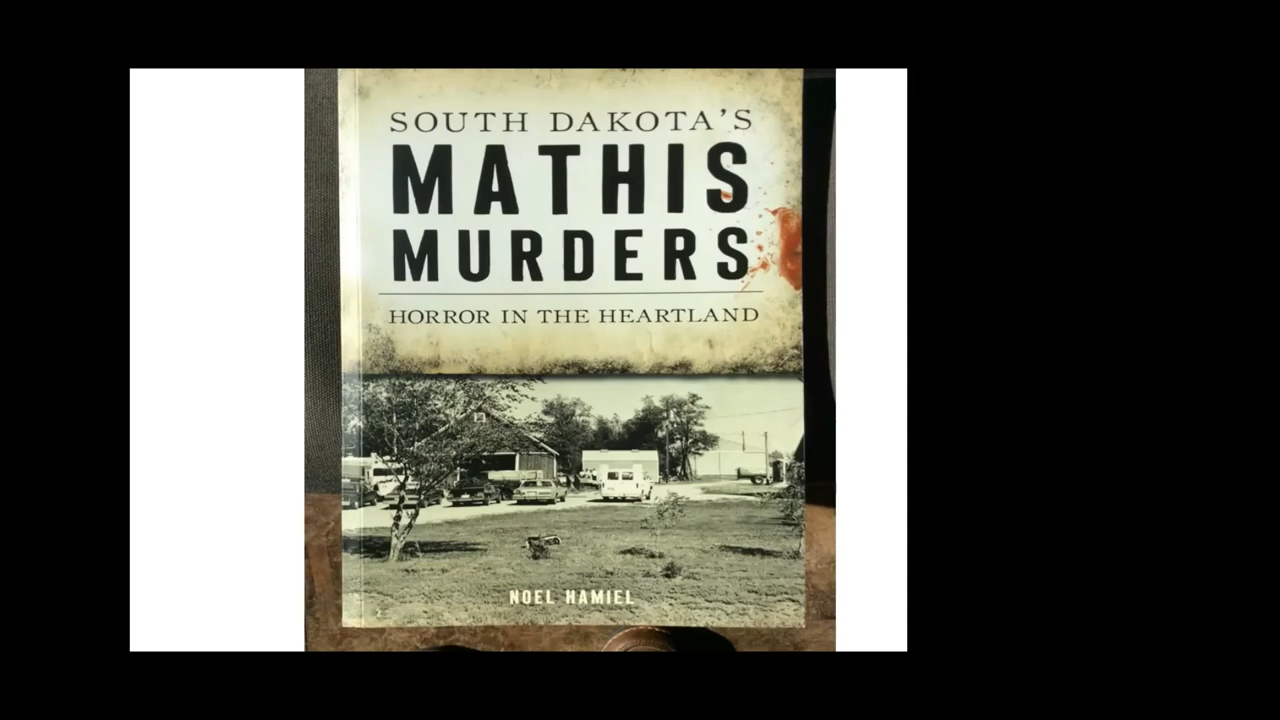 SOUTH DAKOTA'S
MATHIS
MURDERS
HORROR IN THE HEARTLAND
NOEL HAMIEL